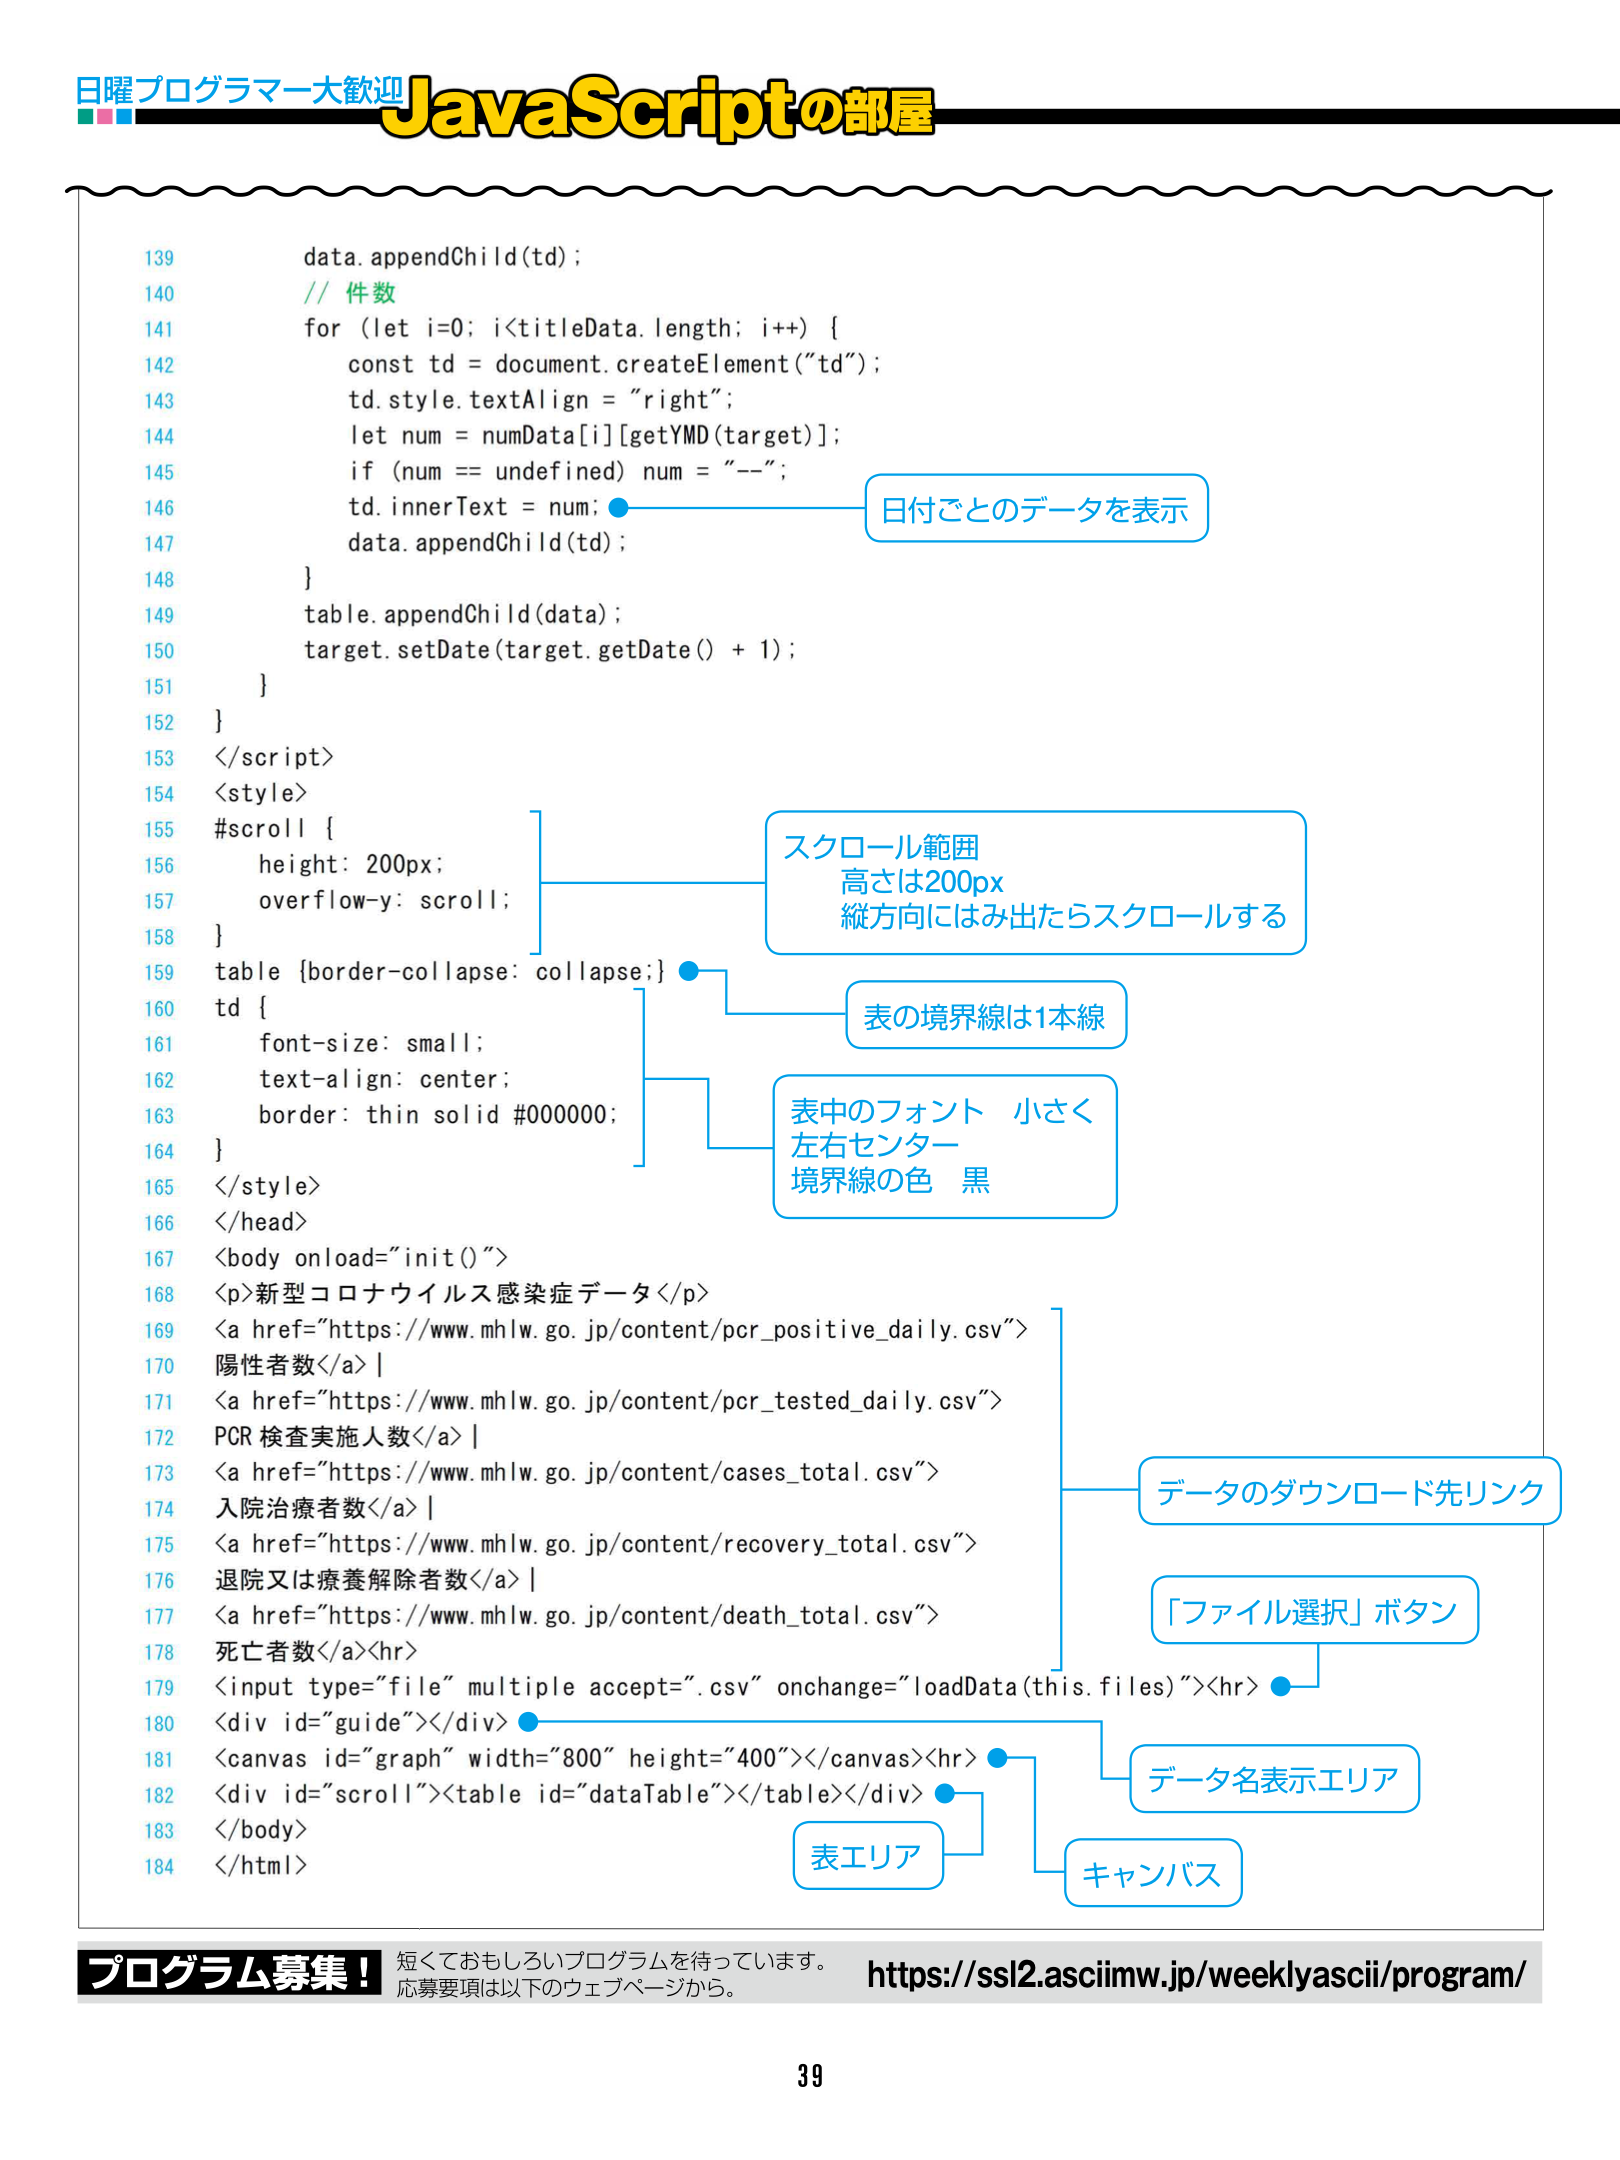 日曜プログラマー大歓迎
JavaScriptの部屋
139 data.appendChild(td);
140 // 件数
141 for (let i=0; i<titleData.length; i++) {
142 const td = document.createElement("td");
143 td.style.textAlign = "right";
144 let num = numData[i][getYMD(target)];
145 if (num == undefined) num = "--";
146 td.innerText = num;
日付ごとのデータを表示
147 data.appendChild(td);
148 }
149 table.appendChild(data);
150 target.setDate(target.getDate() + 1);
151 }
152 }
153 </script>
154 <style>
155 #scroll {
156 height: 200px;
157 overflow-y: scroll;
158 }
スクロール範囲
高さは200px
縦方向にはみ出たらスクロールする
159 table {border-collapse: collapse;}
表の境界線は1本線
160 td {
161 font-size: small;
162 text-align: center;
163 border: thin solid #000000;
164 }
表中のフォント　小さく
左右センター
境界線の色　黒
165 </style>
166 </head>
167 <body onload="init()">
168 <p>新型コロナウイルス感染症データ</p>
169 <a href="https://www.mhlw.go.jp/content/pcr_positive_daily.csv">
170 陽性者数</a>|
171 <a href="https://www.mhlw.go.jp/content/pcr_tested_daily.csv">
172 PCR検査実施人数</a>|
173 <a href="https://www.mhlw.go.jp/content/cases_total.csv">
174 入院治療者数</a>|
175 <a href="https://www.mhlw.go.jp/content/recovery_total.csv">
176 退院又は療養解除者数</a>|
177 <a href="https://www.mhlw.go.jp/content/death_total.csv">
178 死亡者数</a><hr>
データのダウンロード先リンク
179 <input type="file" multiple accept=".csv" onchange="loadData(this.files)"><hr>
「ファイル選択」ボタン
180 <div id="guide"></div>
データ名表示エリア
181 <canvas id="graph" width="800" height="400"></canvas><hr>
キャンバス
182 <div id="scroll"><table id="dataTable"></table></div>
表エリア
183 </body>
184 </html>
プログラム募集！
短くておもしろいプログラムを待っています。
応募要項は以下のウェブページから。
https://ssl2.asciimw.jp/weeklyascii/program/
39